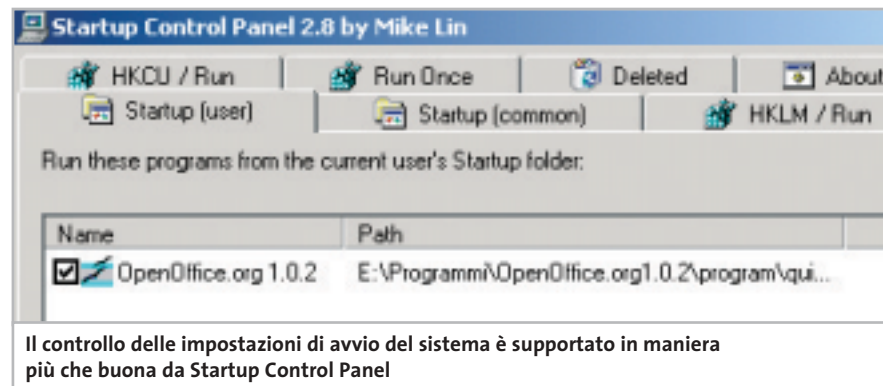 Startup Control Panel 2.8 by Mike Lin
HKCU / Run Run Once Deleted About
Startup (user) Startup (common) HKLM / Run
Run these programs from the current user's Startup folder:
Name Path
OpenOffice.org 1.0.2 E:\Programmi\OpenOffice.org1.0.2\program\qui...
Il controllo delle impostazioni di avvio del sistema è supportato in maniera
più che buona da Startup Control Panel